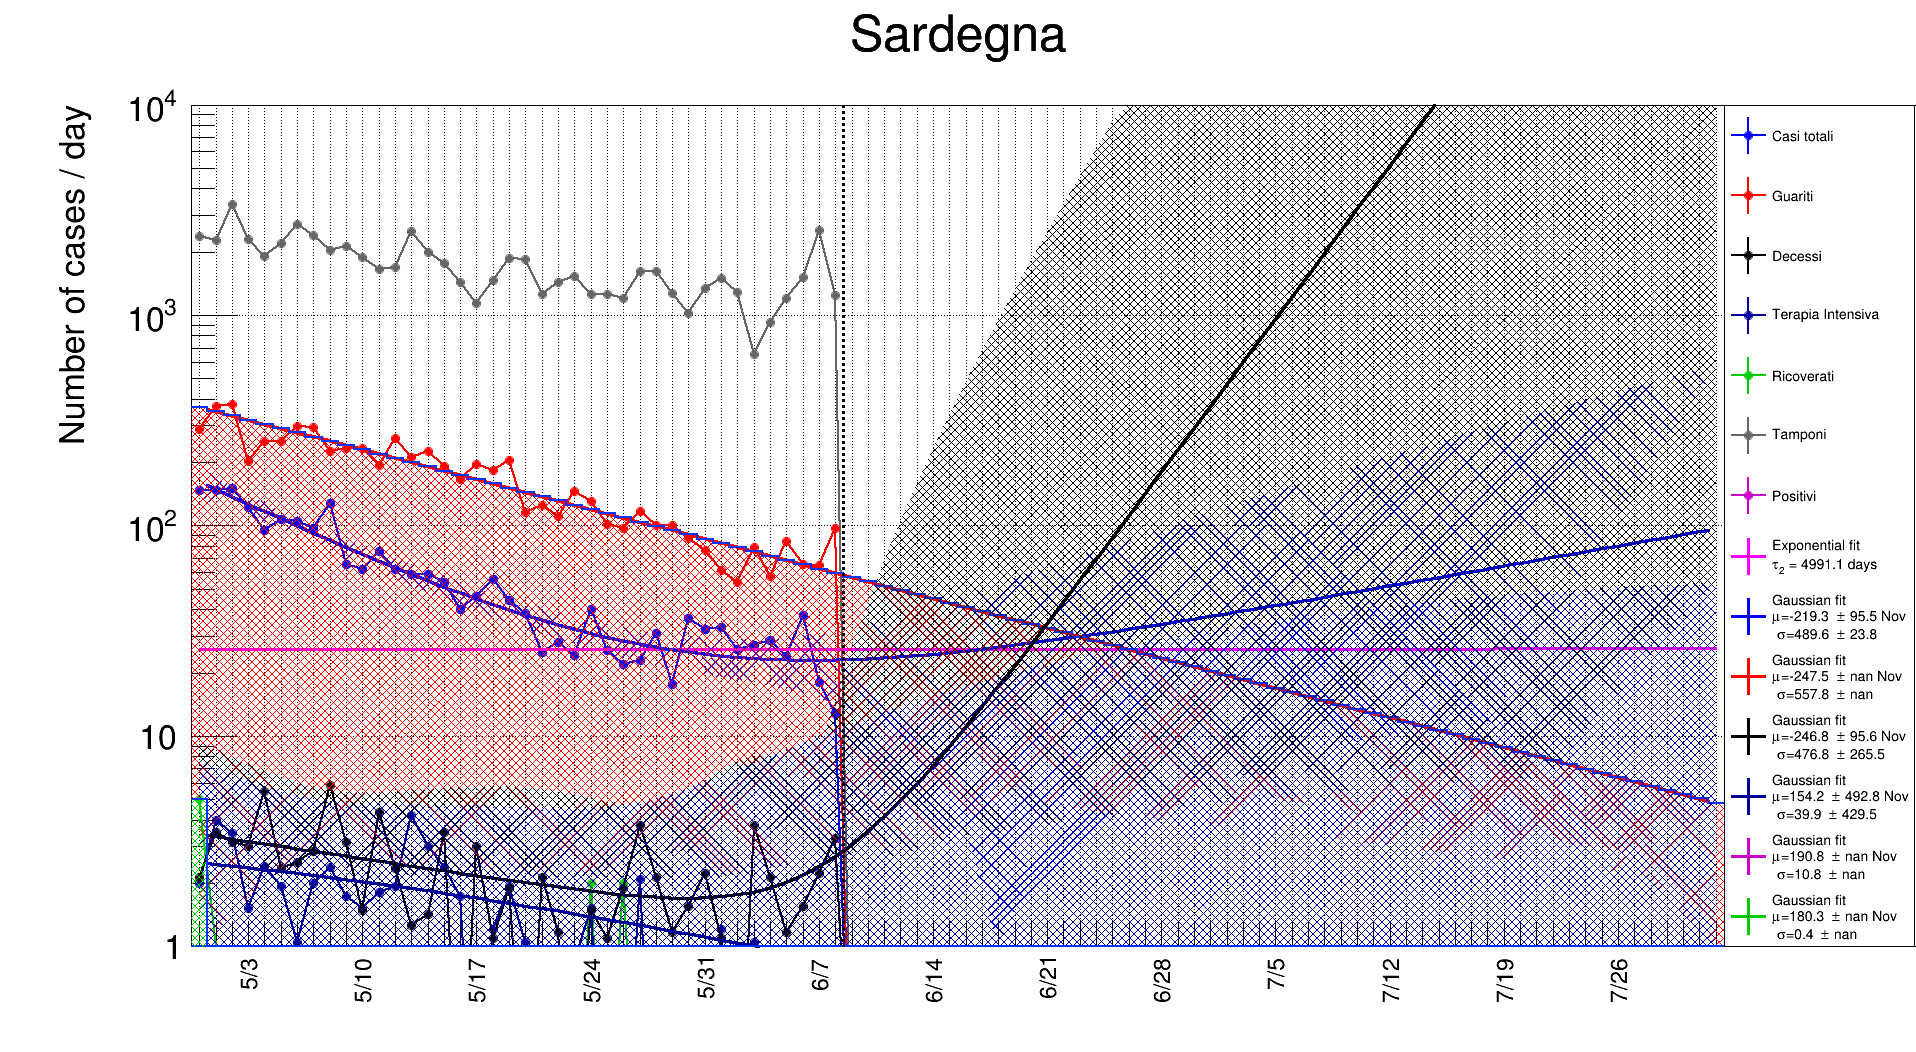 Sardegna
Number of cases / day
10^4
10^3
10^2
10
1
5/3
5/10
5/17
5/24
5/31
6/7
6/14
6/21
6/28
7/5
7/12
7/19
7/26
Casi totali
Guariti
Decessi
Terapia Intensiva
Ricoverati
Tamponi
Positivi
Exponential fit
τ₂ = 4991.1 days
Gaussian fit
μ=-219.3 ± 95.5 Nov
σ=489.6 ± 23.8
Gaussian fit
μ=-247.5 ± nan Nov
σ=557.8 ± nan
Gaussian fit
μ=-246.8 ± 95.6 Nov
σ=476.8 ± 265.5
Gaussian fit
μ=154.2 ± 492.8 Nov
σ=39.9 ± 429.5
Gaussian fit
μ=190.8 ± nan Nov
σ=10.8 ± nan
Gaussian fit
μ=180.3 ± nan Nov
σ=0.4 ± nan